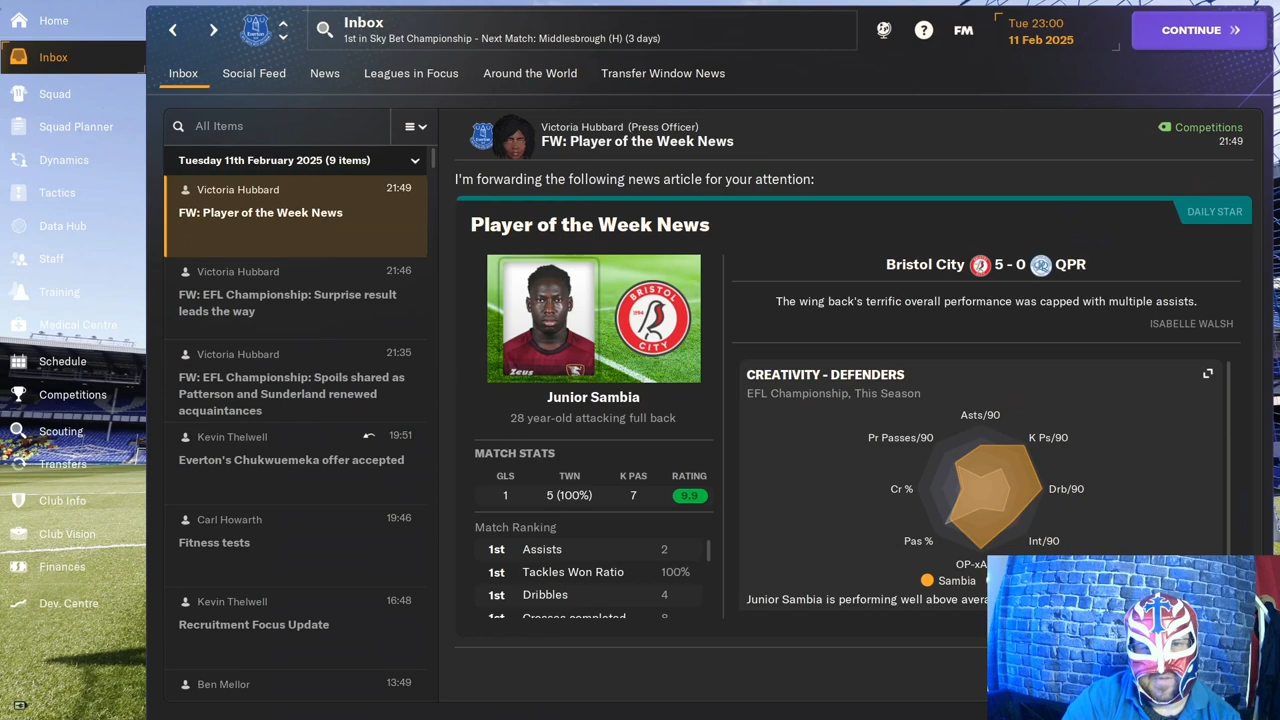 Home
Inbox
Squad
Squad Planner
Dynamics
Tactics
Data Hub
Staff
Training
Medical Centre
Schedule
Competitions
Scouting
Transfers
Club Info
Club Vision
Finances
Dev. Centre
Inbox
1st in Sky Bet Championship - Next Match: Middlesbrough (H) (3 days)
?
FM
Tue 23:00
11 Feb 2025
CONTINUE
Inbox
Social Feed
News
Leagues in Focus
Around the World
Transfer Window News
All Items
Tuesday 11th February 2025 (9 items)
Victoria Hubbard 21:49
FW: Player of the Week News
Victoria Hubbard 21:46
FW: EFL Championship: Surprise result
leads the way
Victoria Hubbard 21:35
FW: EFL Championship: Spoils shared as
Patterson and Sunderland renewed
acquaintances
Kevin Thelwell 19:51
Everton's Chukwuemeka offer accepted
Carl Howarth 19:46
Fitness tests
Kevin Thelwell 16:48
Recruitment Focus Update
Ben Mellor 13:49
Victoria Hubbard (Press Officer)
FW: Player of the Week News
Competitions
21:49
I'm forwarding the following news article for your attention:
DAILY STAR
Player of the Week News
BRISTOL
1894
CITY
Zeus
Junior Sambia
28 year-old attacking full back
MATCH STATS
GLS TWN K PAS RATING
1 5 (100%) 7 9.9
Match Ranking
1st Assists 2
1st Tackles Won Ratio 100%
1st Dribbles 4
1st Crosses completed 8
Bristol City 5 - 0 QPR
The wing back's terrific overall performance was capped with multiple assists.
ISABELLE WALSH
CREATIVITY - DEFENDERS
EFL Championship, This Season
Asts/90
Pr Passes/90
K Ps/90
Cr %
Drb/90
Pas %
Int/90
Sambia
Junior Sambia is performing well above